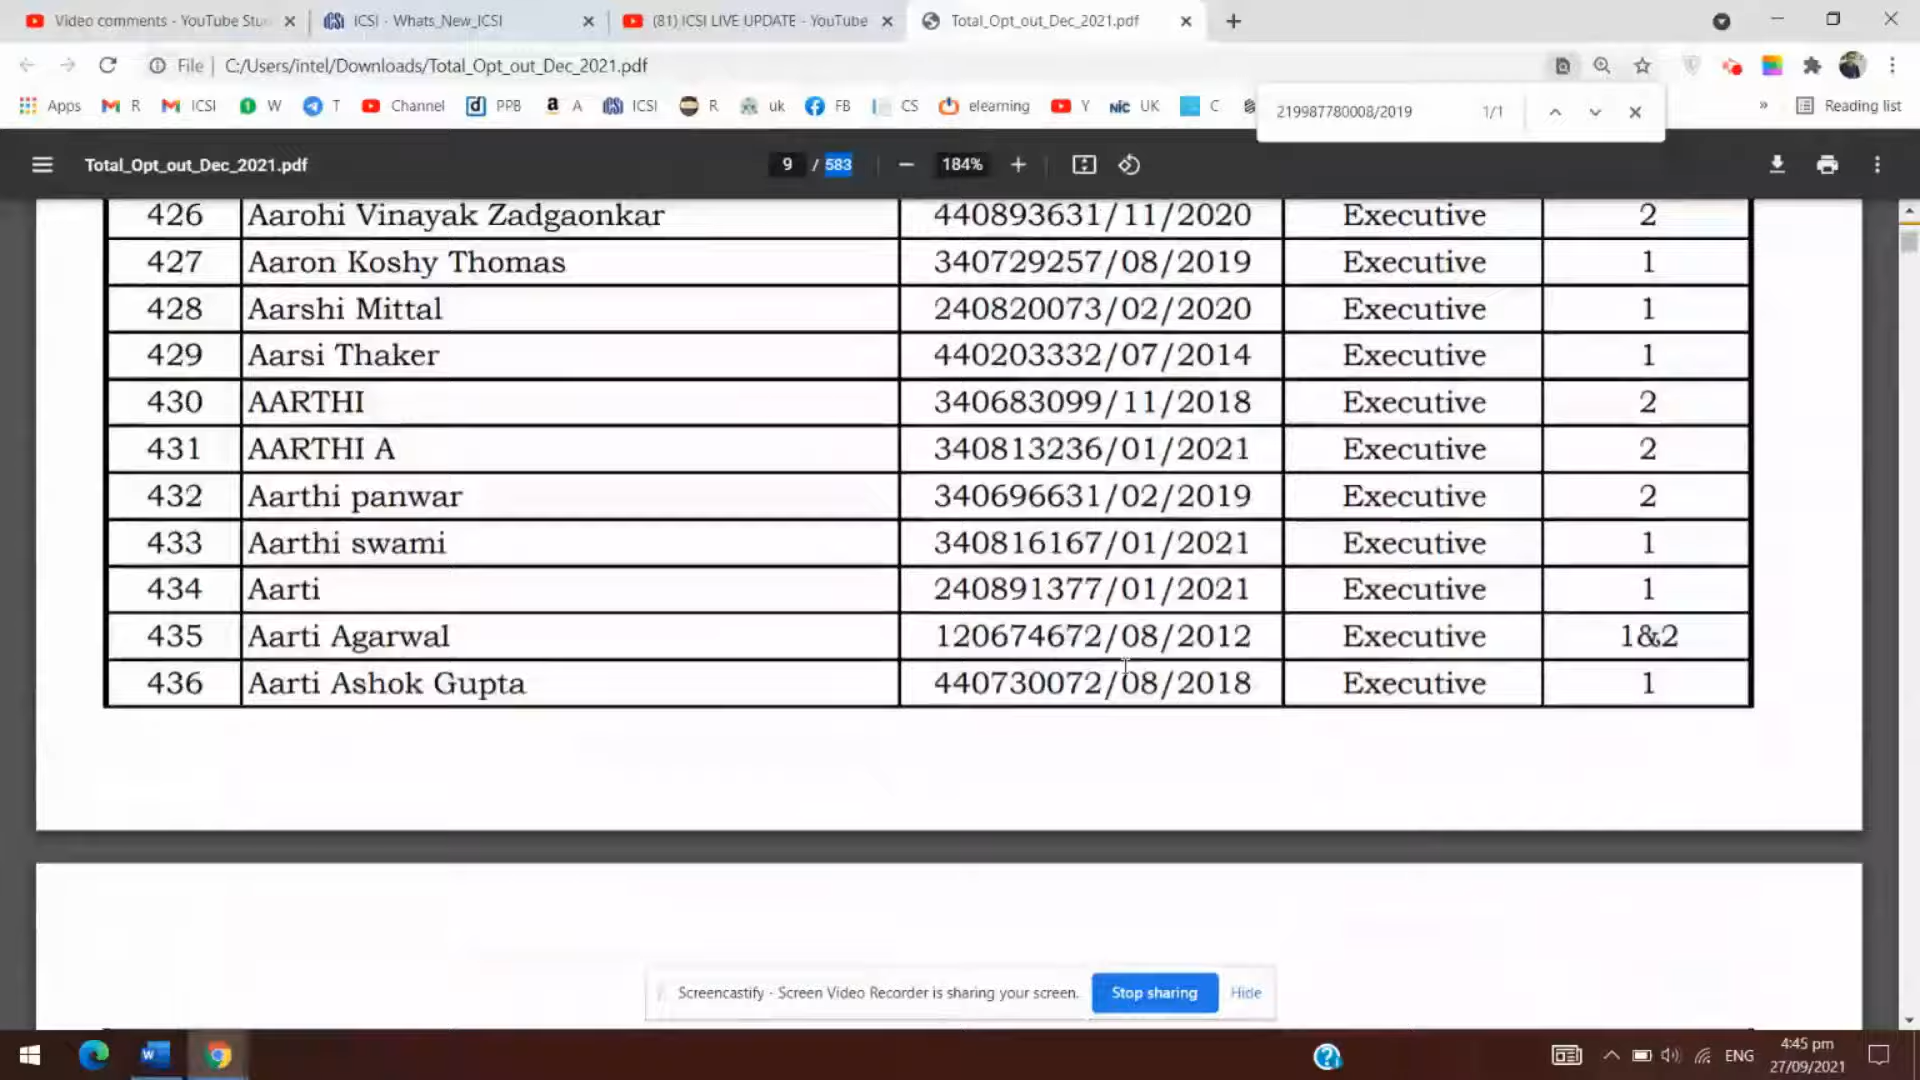 Video comments - YouTube Stu
ICSI - Whats_New_ICSI
(81) ICSI LIVE UPDATE - YouTube
Total_Opt_out_Dec_2021.pdf
File | C:/Users/intel/Downloads/Total_Opt_out_Dec_2021.pdf
Apps R ICSI W T Channel PPB A ICSI R uk FB CS elearning Y UK C » Reading list
219987780008/2019 1/1
Total_Opt_out_Dec_2021.pdf 9 / 583 184%
426 Aarohi Vinayak Zadgaonkar 440893631/11/2020 Executive 2
427 Aaron Koshy Thomas 340729257/08/2019 Executive 1
428 Aarshi Mittal 240820073/02/2020 Executive 1
429 Aarsi Thaker 440203332/07/2014 Executive 1
430 AARTHI 340683099/11/2018 Executive 2
431 AARTHI A 340813236/01/2021 Executive 2
432 Aarthi panwar 340696631/02/2019 Executive 2
433 Aarthi swami 340816167/01/2021 Executive 1
434 Aarti 240891377/01/2021 Executive 1
435 Aarti Agarwal 120674672/08/2012 Executive 1&2
436 Aarti Ashok Gupta 440730072/08/2018 Executive 1
Screencastify - Screen Video Recorder is sharing your screen. Stop sharing Hide
ENG
4:45 pm
27/09/2021